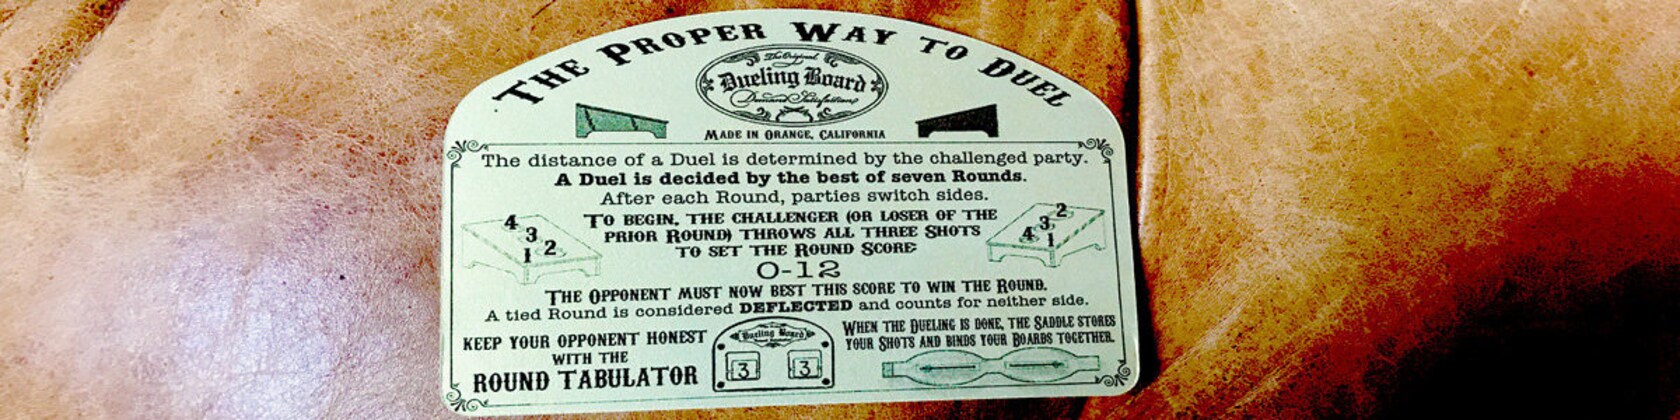 THE PROPER WAY TO DUEL
The Original
Dueling Board
Demand Satisfaction
MADE IN ORANGE, CALIFORNIA
The distance of a Duel is determined by the challenged party.
A Duel is decided by the best of seven Rounds.
After each Round, parties switch sides.
TO BEGIN, THE CHALLENGER (OR LOSER OF THE
PRIOR ROUND) THROWS ALL THREE SHOTS
TO SET THE ROUND SCORE
4
3
2
1
2
3
4
1
0-12
THE OPPONENT MUST NOW BEST THIS SCORE TO WIN THE ROUND.
A tied Round is considered DEFLECTED and counts for neither side.
KEEP YOUR OPPONENT HONEST
WITH THE
ROUND TABULATOR
Dueling Board
3 3
WHEN THE DUELING IS DONE, THE SADDLE STORES
YOUR SHOTS AND BINDS YOUR BOARDS TOGETHER.